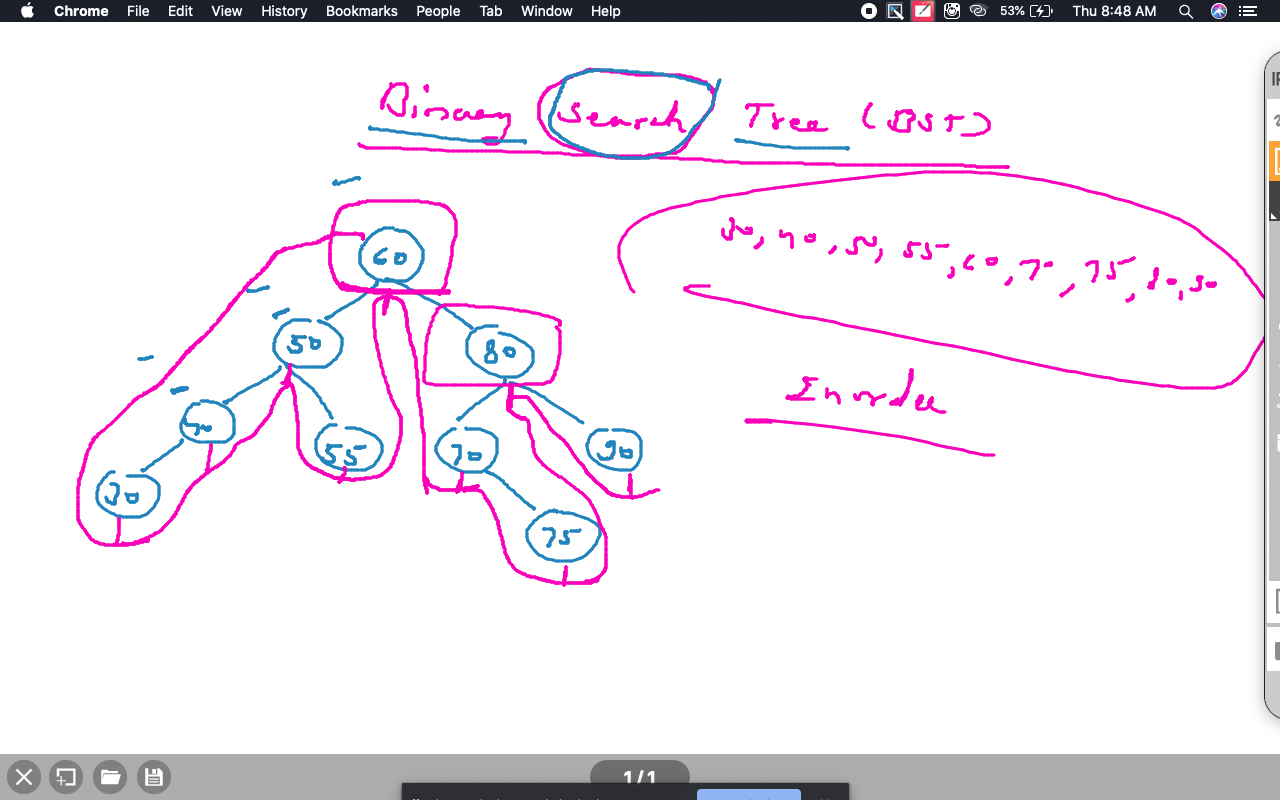 Chrome File Edit View History Bookmarks People Tab Window Help 53% Thu 8:48 AM
Binary Search Tree (BST)
60
30, 40, 50, 55, 60, 70, 75, 80, 90
50
80
Inorder
40
55
70
90
30
75
1/1